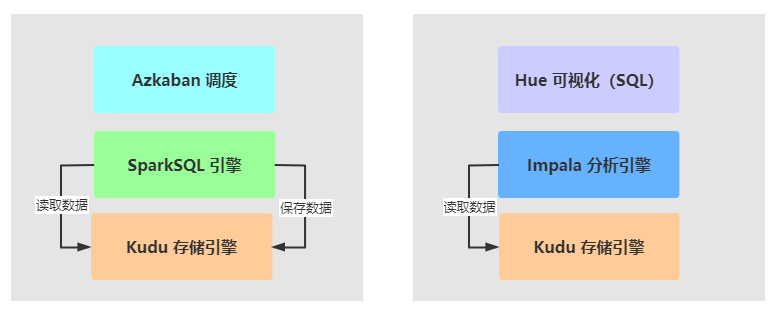 Azkaban 调度
SparkSQL 引擎
读取数据
保存数据
Kudu 存储引擎
Hue 可视化（SQL）
Impala 分析引擎
读取数据
Kudu 存储引擎